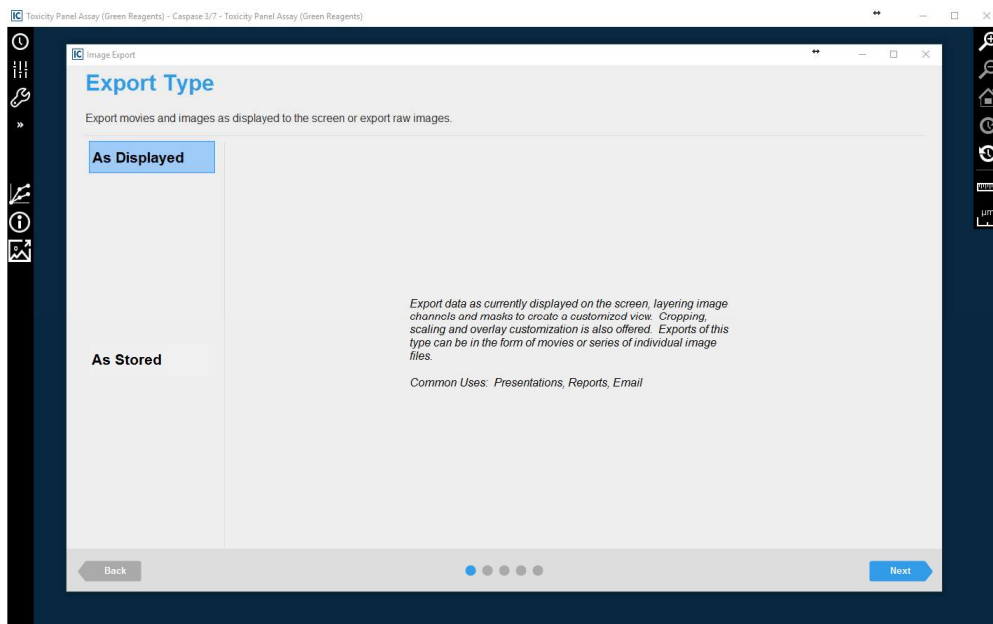 IC Toxicity Panel Assay (Green Reagents) - Caspase 3/7 - Toxicity Panel Assay (Green Reagents)
IC Image Export
Export Type
Export movies and images as displayed to the screen or export raw images.
As Displayed
Export data as currently displayed on the screen, layering image
channels and masks to create a customized view. Cropping,
scaling and overlay customization is also offered. Exports of this
type can be in the form of movies or series of individual image
files.
As Stored
Common Uses: Presentations, Reports, Email
Back
Next
µm